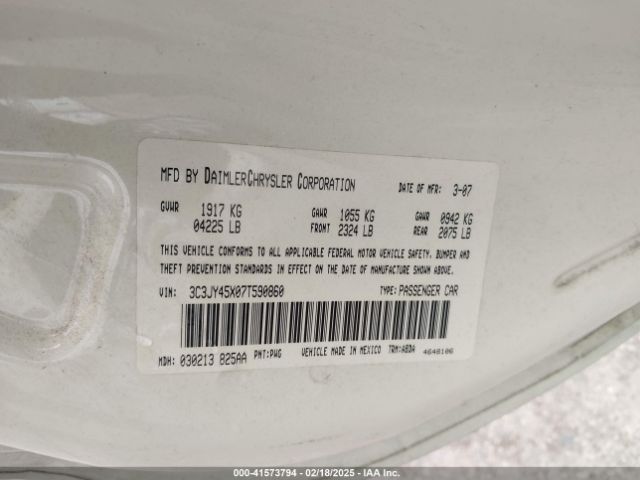 MFD BY DAIMLERCHRYSLER CORPORATION DATE OF MFR: 3-07
GVWR 1917 KG GAWR 1055 KG GAWR 0942 KG
04225 LB FRONT 2324 LB REAR 2075 LB
THIS VEHICLE CONFORMS TO ALL APPLICABLE FEDERAL MOTOR VEHICLE SAFETY, BUMPER AND
THEFT PREVENTION STANDARDS IN EFFECT ON THE DATE OF MANUFACTURE SHOWN ABOVE.
VIN: 3C3JY45X07T590860 TYPE: PASSENGER CAR
MDH: 030213 825AA PNT:PWG VEHICLE MADE IN MEXICO TRM:ABDA 4648106
000-41573794 - 02/18/2025 - IAA Inc.